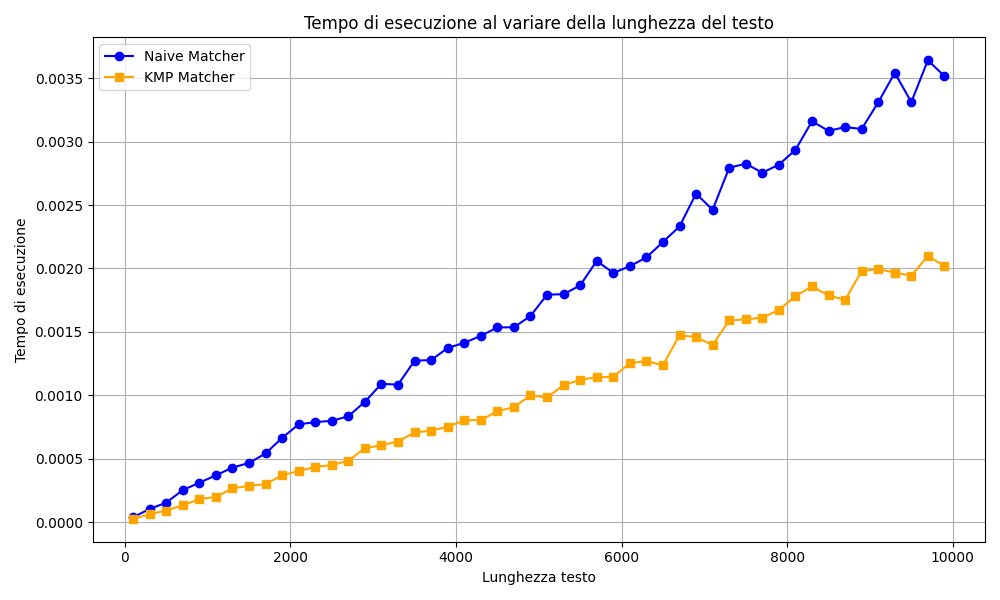 Tempo di esecuzione al variare della lunghezza del testo
Naive Matcher
KMP Matcher
Tempo di esecuzione
0.0035
0.0030
0.0025
0.0020
0.0015
0.0010
0.0005
0.0000
0 2000 4000 6000 8000 10000
Lunghezza testo